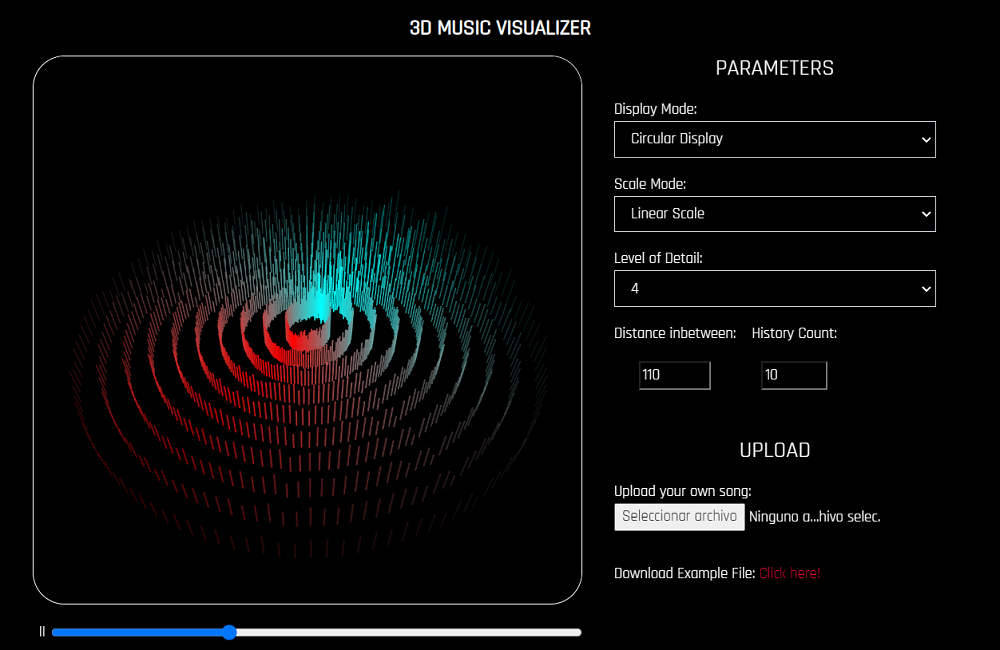 3D MUSIC VISUALIZER
PARAMETERS
Display Mode:
Circular Display
Scale Mode:
Linear Scale
Level of Detail:
4
Distance inbetween: History Count:
110 10
UPLOAD
Upload your own song:
Seleccionar archivo Ninguno a...hivo selec.
Download Example File: Click here!